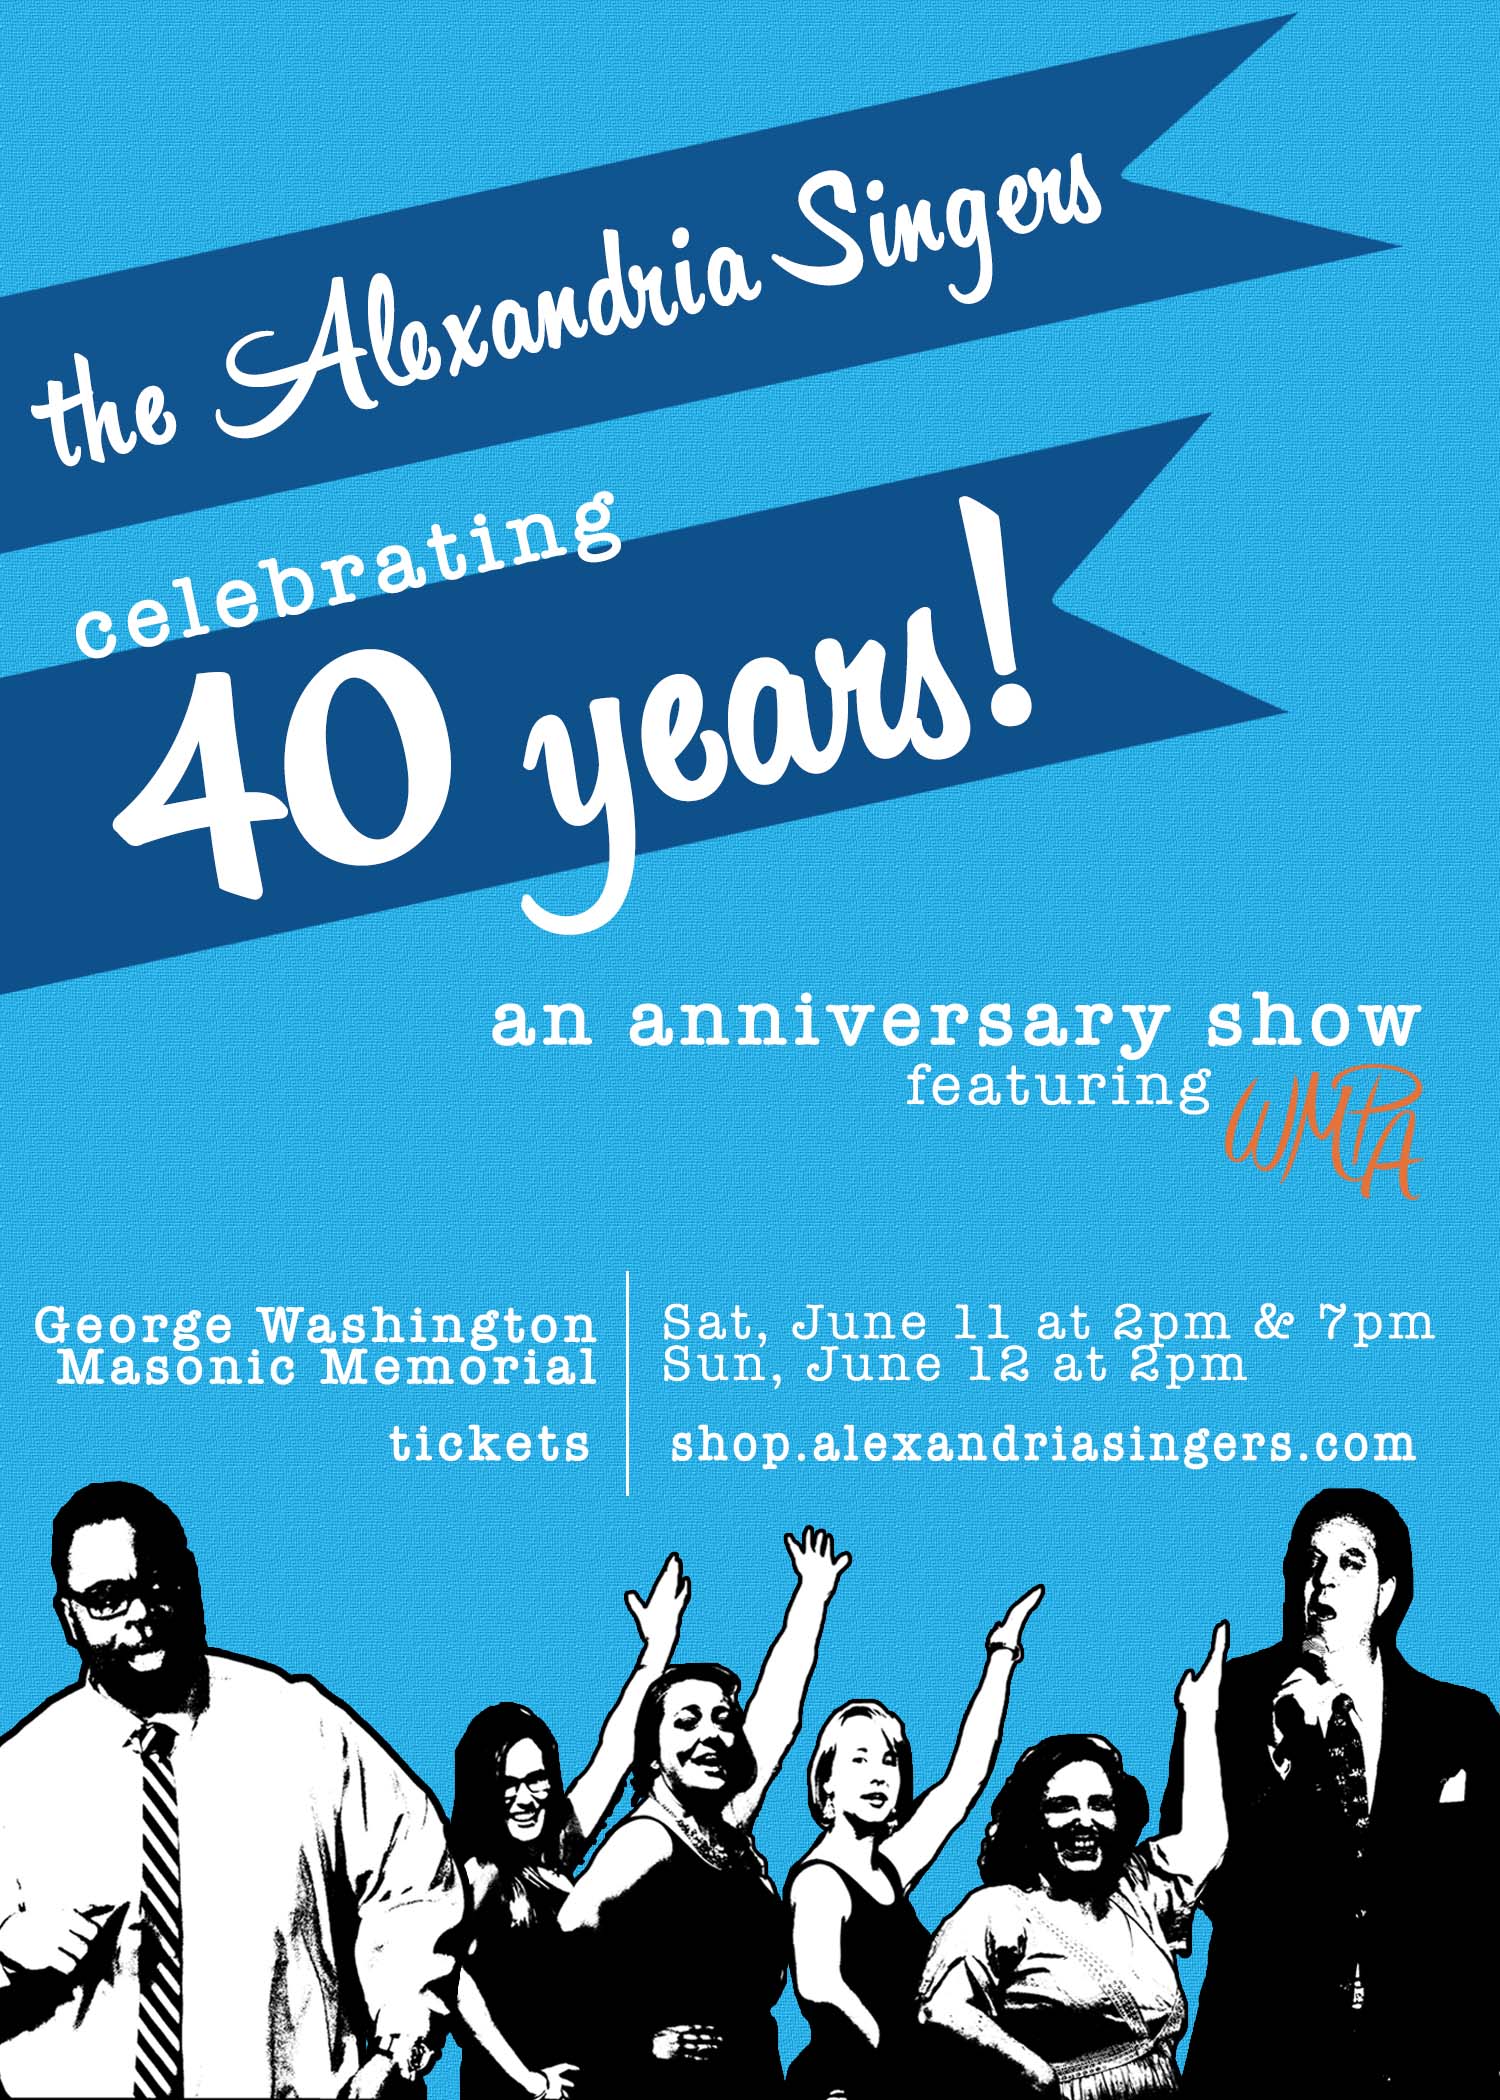 the Alexandria Singers
celebrating
40 years!
an anniversary show
featuring WMPA
George Washington
Masonic Memorial
Sat, June 11 at 2pm & 7pm
Sun, June 12 at 2pm
tickets
shop.alexandriasingers.com